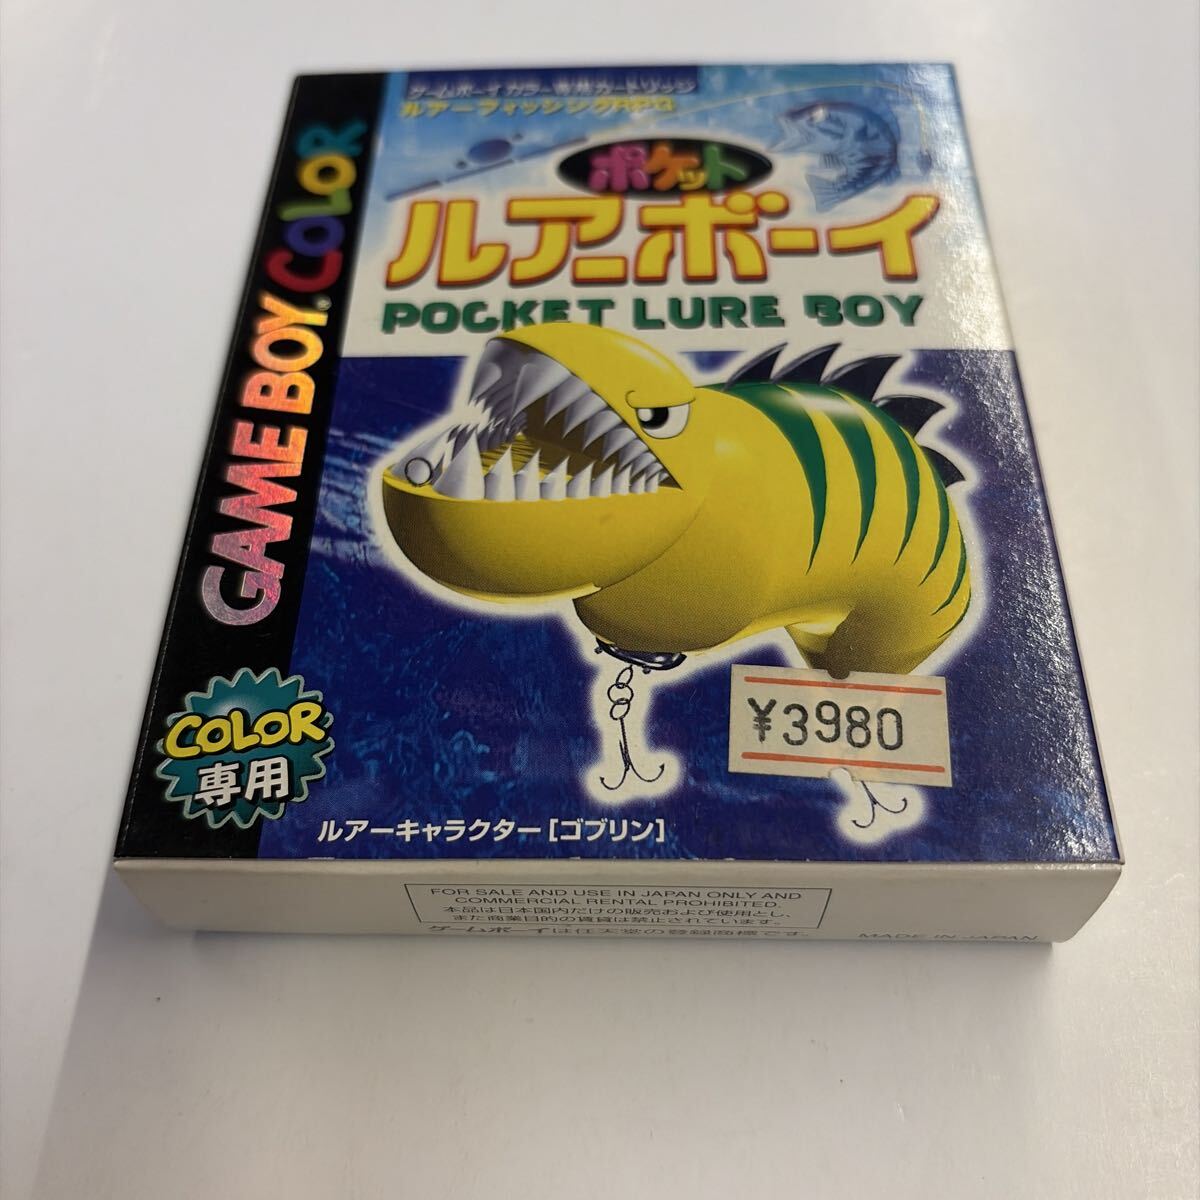 ゲームボーイカラー専用カートリッジ
ルアーフィッシングRPG
ポケット
ルアーボーイ
POCKET LURE BOY
GAME BOY COLOR
COLOR
専用
¥3980
ルアーキャラクター[ゴブリン]
FOR SALE AND USE IN JAPAN ONLY AND
COMMERCIAL RENTAL PROHIBITED.
本品は日本国内だけの販売および使用とし、
また商業目的の賃貸は禁止されています。
ゲームボーイは任天堂の登録商標です。
MADE IN JAPAN